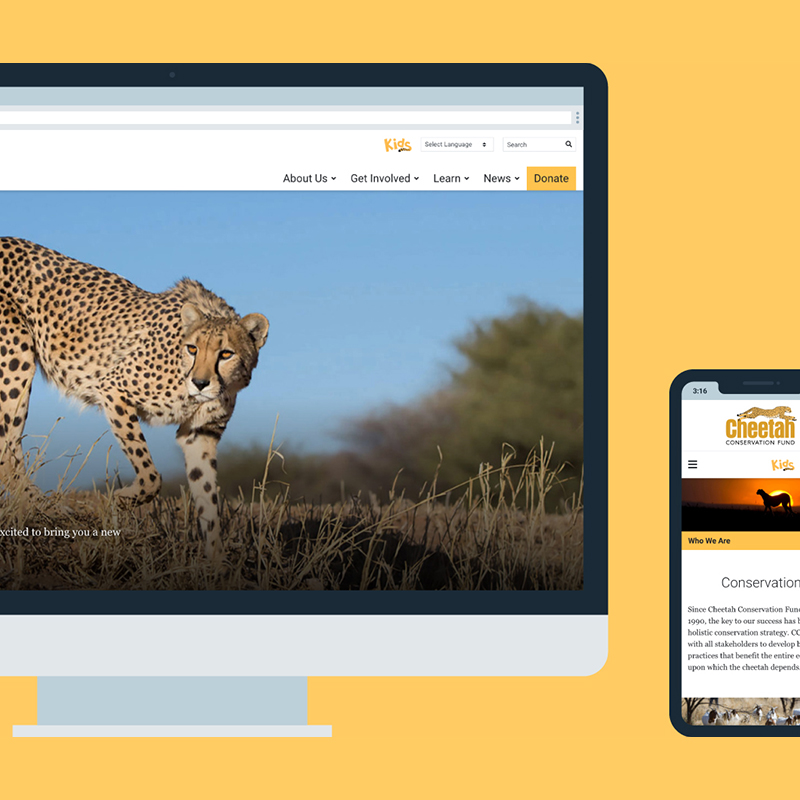 Kids
Select Language
Search
About Us
Get Involved
Learn
News
Donate
xcited to bring you a new
3:16
Cheetah
CONSERVATION FUND
Kids
Who We Are
Conservation
Since Cheetah Conservation Fun
1990, the key to our success has b
holistic conservation strategy. CC
with all stakeholders to develop b
practices that benefit the entire e
upon which the cheetah depends.